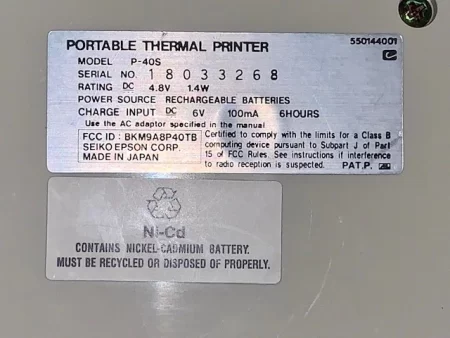 PORTABLE THERMAL PRINTER
550144001
MODEL P-40S
SERIAL NO. 18033268
RATING DC 4.8V 1.4W
POWER SOURCE RECHARGEABLE BATTERIES
CHARGE INPUT DC 6V 100mA 6HOURS
Use the AC adaptor specified in the manual
FCC ID : BKM9A8P40TB
SEIKO EPSON CORP.
MADE IN JAPAN
Certified to comply with the limits for a Class B
computing device pursuant to Subpart J of Part
15 of FCC Rules. See instructions if interference
to radio reception is suspected. PAT.P.
Ni-Cd
CONTAINS NICKEL-CADMIUM BATTERY.
MUST BE RECYCLED OR DISPOSED OF PROPERLY.